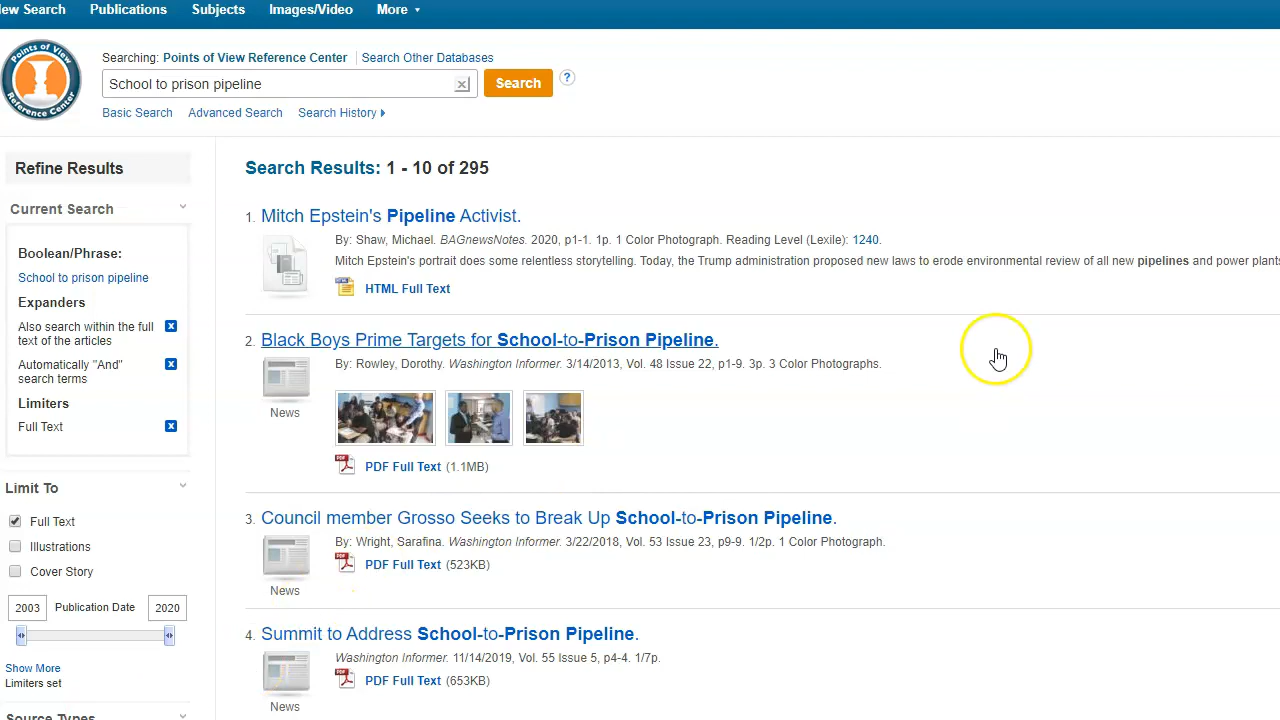 ew Search Publications Subjects Images/Video More
Points of View
Reference Center
Searching: Points of View Reference Center Search Other Databases
School to prison pipeline x Search ?
Basic Search Advanced Search Search History
Refine Results
Current Search
Boolean/Phrase:
School to prison pipeline
Expanders
Also search within the full
text of the articles
Automatically "And"
search terms
Limiters
Full Text
Limit To
Full Text
Illustrations
Cover Story
2003 Publication Date 2020
Show More
Limiters set
Source Types
Search Results: 1 - 10 of 295
1. Mitch Epstein's Pipeline Activist.
By: Shaw, Michael. BAGnewsNotes. 2020, p1-1. 1p. 1 Color Photograph. Reading Level (Lexile): 1240.
Mitch Epstein's portrait does some relentless storytelling. Today, the Trump administration proposed new laws to erode environmental review of all new pipelines and power plants
HTML Full Text
2. Black Boys Prime Targets for School-to-Prison Pipeline.
By: Rowley, Dorothy. Washington Informer. 3/14/2013, Vol. 48 Issue 22, p1-9. 3p. 3 Color Photographs.
News
PDF Full Text (1.1MB)
3. Council member Grosso Seeks to Break Up School-to-Prison Pipeline.
By: Wright, Sarafina. Washington Informer. 3/22/2018, Vol. 53 Issue 23, p9-9. 1/2p. 1 Color Photograph.
PDF Full Text (523KB)
News
4. Summit to Address School-to-Prison Pipeline.
Washington Informer. 11/14/2019, Vol. 55 Issue 5, p4-4. 1/7p.
PDF Full Text (653KB)
News